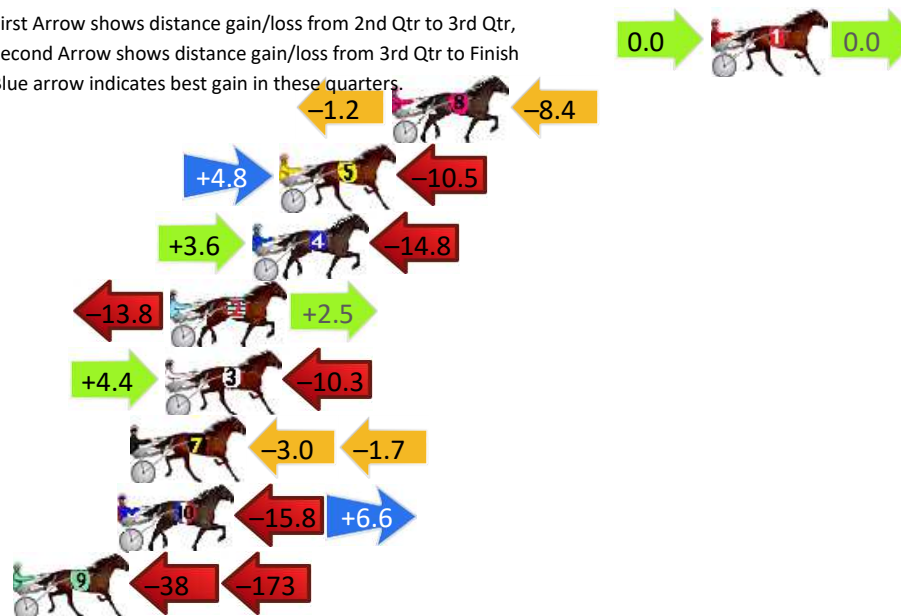 irst Arrow shows distance gain/loss from 2nd Qtr to 3rd Qtr,
econd Arrow shows distance gain/loss from 3rd Qtr to Finish
Blue arrow indicates best gain in these quarters.
0.0 1 0.0
–1.2 8 –8.4
+4.8 5 –10.5
+3.6 4 –14.8
–13.8 +2.5
+4.4 3 –10.3
7 –3.0 –1.7
10 –15.8 +6.6
9 –38 –173